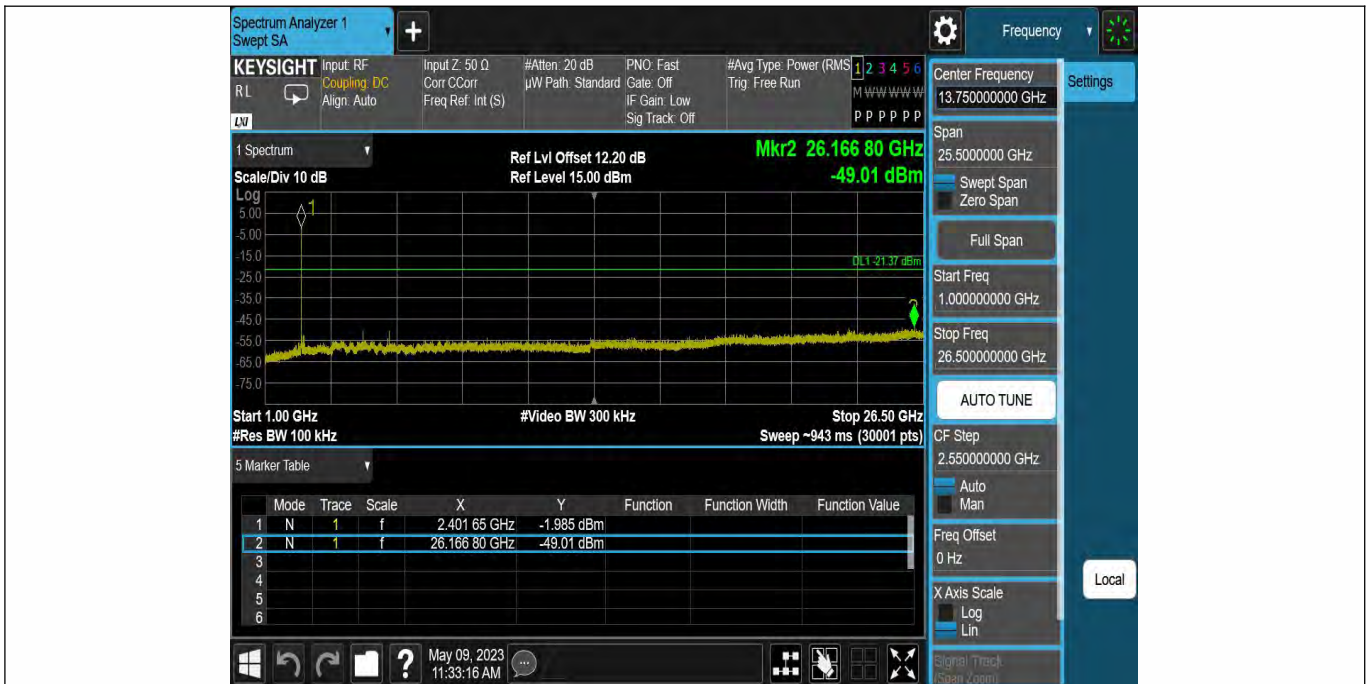 Spectrum Analyzer 1
Swept SA
+
Frequency
KEYSIGHT
RL
LXI
Input: RF
Coupling: DC
Align: Auto
Input Z: 50 Ω
Corr CCorr
Freq Ref: Int (S)
#Atten: 20 dB
µW Path: Standard
PNO: Fast
Gate: Off
IF Gain: Low
Sig Track: Off
#Avg Type: Power (RMS
Trig: Free Run
1 2 3 4 5 6
M W W W W W
P P P P P P
1 Spectrum
Scale/Div 10 dB
Ref Lvl Offset 12.20 dB
Ref Level 15.00 dBm
Mkr2 26.166 80 GHz
-49.01 dBm
Log
5.00
-5.00
-15.0
-25.0
-35.0
-45.0
-55.0
-65.0
-75.0
1
DL1 -21.37 dBm
2
Start 1.00 GHz
#Video BW 300 kHz
Stop 26.50 GHz
#Res BW 100 kHz
Sweep ~943 ms (30001 pts)
5 Marker Table
Mode Trace Scale X Y Function Function Width Function Value
1 N 1 f 2.401 65 GHz -1.985 dBm
2 N 1 f 26.166 80 GHz -49.01 dBm
3
4
5
6
?
May 09, 2023
11:33:16 AM
Center Frequency
13.750000000 GHz
Settings
Span
25.5000000 GHz
Swept Span
Zero Span
Full Span
Start Freq
1.000000000 GHz
Stop Freq
26.500000000 GHz
AUTO TUNE
CF Step
2.550000000 GHz
Auto
Man
Freq Offset
0 Hz
X Axis Scale
Log
Lin
Signal Track
(Span Zoom)
Local